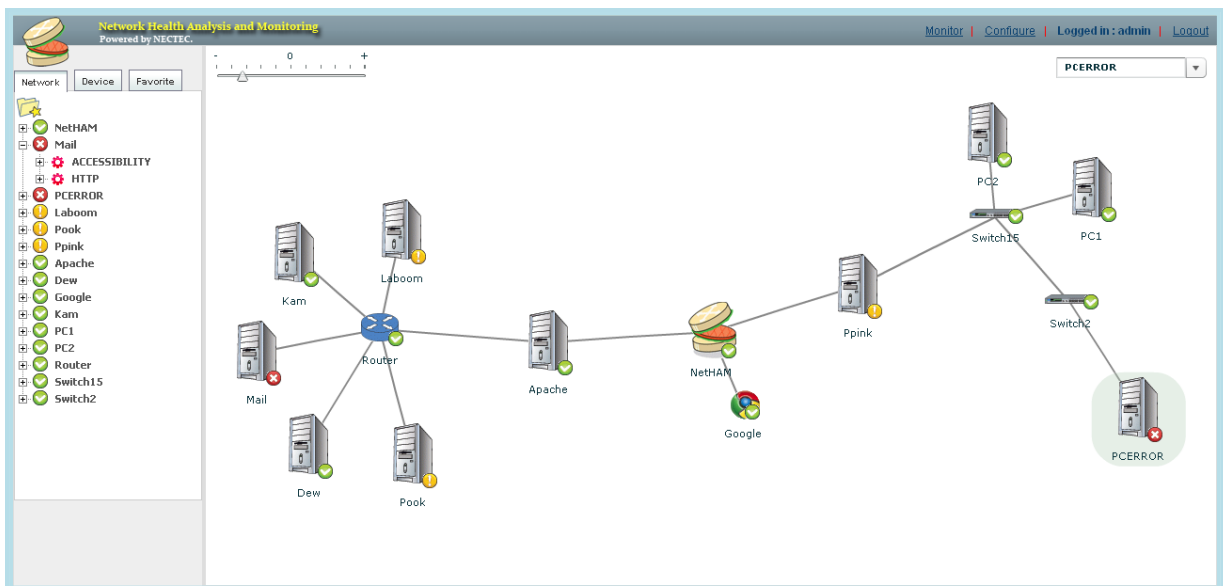 Network Health Analysis and Monitoring
Powered by NECTEC.
Monitor | Configure | Logged in : admin | Logout
Network Device Favorite
- 0 +
PCERROR
NetHAM
Mail
ACCESSIBILITY
HTTP
PCERROR
Laboom
Pook
Ppink
Apache
Dew
Google
Kam
PC1
PC2
Router
Switch15
Switch2
PC2
Switch15
PC1
Laboom
Kam
Switch2
Ppink
Router
NetHAM
Apache
Mail
Google
PCERROR
Dew
Pook